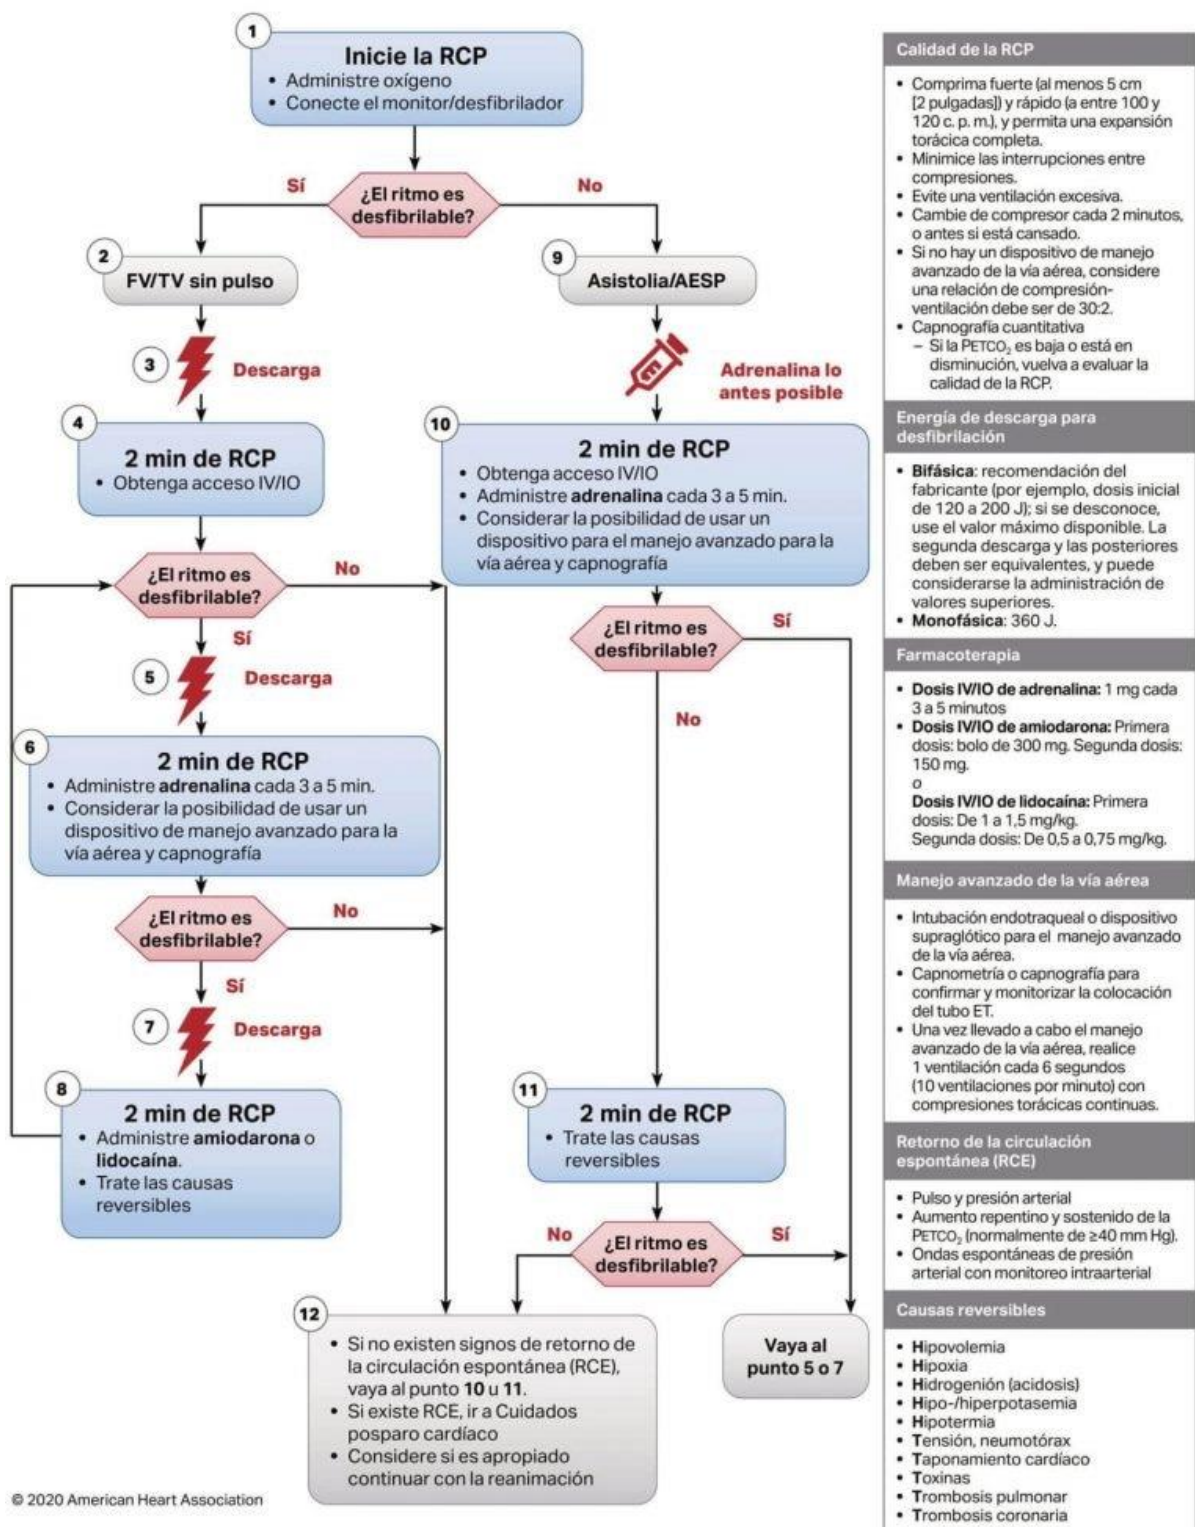 1
Inicie la RCP
• Administre oxígeno
• Conecte el monitor/desfibrilador
¿El ritmo es
desfibrilable?
Sí
No
2
FV/TV sin pulso
3
Descarga
4
2 min de RCP
• Obtenga acceso IV/IO
¿El ritmo es
desfibrilable?
No
Sí
5
Descarga
6
2 min de RCP
• Administre adrenalina cada 3 a 5 min.
• Considerar la posibilidad de usar un
dispositivo de manejo avanzado para la
vía aérea y capnografía
¿El ritmo es
desfibrilable?
No
Sí
7
Descarga
8
2 min de RCP
• Administre amiodarona o
lidocaína.
• Trate las causas
reversibles
9
Asistolia/AESP
Adrenalina lo
antes posible
10
2 min de RCP
• Obtenga acceso IV/IO
• Administre adrenalina cada 3 a 5 min.
• Considerar la posibilidad de usar un
dispositivo para el manejo avanzado para la
vía aérea y capnografía
¿El ritmo es
desfibrilable?
Sí
No
11
2 min de RCP
• Trate las causas
reversibles
¿El ritmo es
desfibrilable?
No
Sí
12
• Si no existen signos de retorno de
la circulación espontánea (RCE),
vaya al punto 10 u 11.
• Si existe RCE, ir a Cuidados
posparo cardíaco
• Considere si es apropiado
continuar con la reanimación
Vaya al
punto 5 o 7
© 2020 American Heart Association
Calidad de la RCP
• Comprima fuerte (al menos 5 cm
[2 pulgadas]) y rápido (a entre 100 y
120 c. p. m.), y permita una expansión
torácica completa.
• Minimice las interrupciones entre
compresiones.
• Evite una ventilación excesiva.
• Cambie de compresor cada 2 minutos,
o antes si está cansado.
• Si no hay un dispositivo de manejo
avanzado de la vía aérea, considere
una relación de compresión-
ventilación debe ser de 30:2.
• Capnografía cuantitativa
– Si la PETCO₂ es baja o está en
disminución, vuelva a evaluar la
calidad de la RCP.
Energía de descarga para
desfibrilación
• Bifásica: recomendación del
fabricante (por ejemplo, dosis inicial
de 120 a 200 J); si se desconoce,
use el valor máximo disponible. La
segunda descarga y las posteriores
deben ser equivalentes, y puede
considerarse la administración de
valores superiores.
• Monofásica: 360 J.
Farmacoterapia
• Dosis IV/IO de adrenalina: 1 mg cada
3 a 5 minutos
• Dosis IV/IO de amiodarona: Primera
dosis: bolo de 300 mg. Segunda dosis:
150 mg.
o
Dosis IV/IO de lidocaína: Primera
dosis: De 1 a 1,5 mg/kg.
Segunda dosis: De 0,5 a 0,75 mg/kg.
Manejo avanzado de la vía aérea
• Intubación endotraqueal o dispositivo
supraglótico para el manejo avanzado
de la vía aérea.
• Capnometría o capnografía para
confirmar y monitorizar la colocación
del tubo ET.
• Una vez llevado a cabo el manejo
avanzado de la vía aérea, realice
1 ventilación cada 6 segundos
(10 ventilaciones por minuto) con
compresiones torácicas continuas.
Retorno de la circulación
espontánea (RCE)
• Pulso y presión arterial
• Aumento repentino y sostenido de la
PETCO₂ (normalmente de ≥40 mm Hg).
• Ondas espontáneas de presión
arterial con monitoreo intraarterial
Causas reversibles
• Hipovolemia
• Hipoxia
• Hidrogenión (acidosis)
• Hipo-/hiperpotasemia
• Hipotermia
• Tensión, neumotórax
• Taponamiento cardíaco
• Toxinas
• Trombosis pulmonar
• Trombosis coronaria